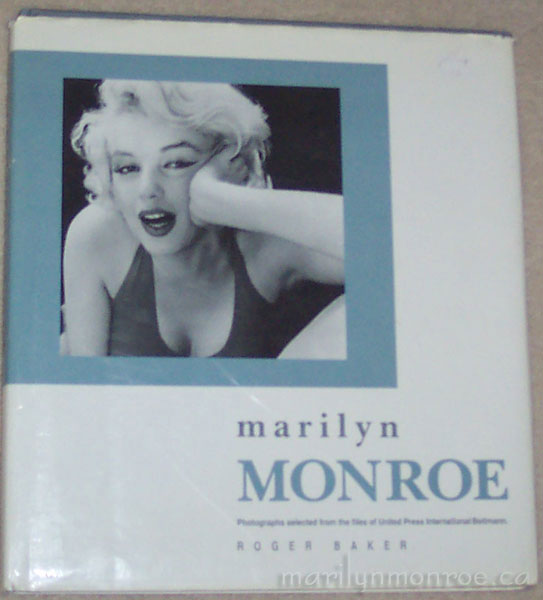 marilyn
MONROE
Photographs selected from the files of United Press International/Bettmann.
ROGER BAKER
marilynmonroe.ca